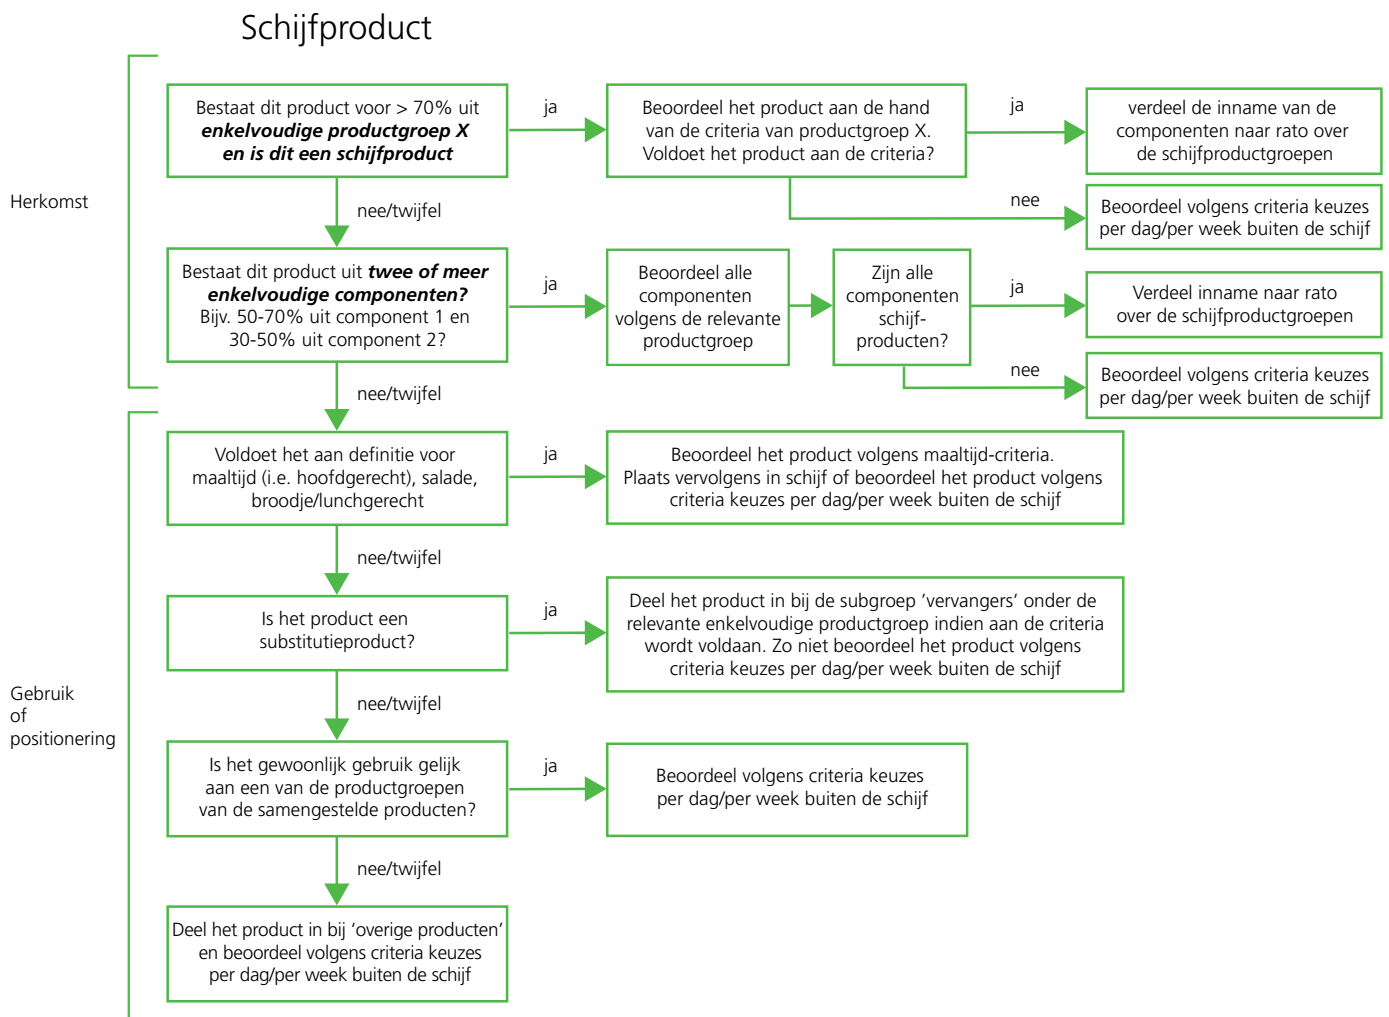 Schijfproduct
Herkomst
Bestaat dit product voor > 70% uit
enkelvoudige productgroep X
en is dit een schijfproduct
ja
Beoordeel het product aan de hand
van de criteria van productgroep X.
Voldoet het product aan de criteria?
ja
verdeel de inname van de
componenten naar rato over
de schijfproductgroepen
nee
Beoordeel volgens criteria keuzes
per dag/per week buiten de schijf
nee/twijfel
Bestaat dit product uit twee of meer
enkelvoudige componenten?
Bijv. 50-70% uit component 1 en
30-50% uit component 2?
ja
Beoordeel alle
componenten
volgens de relevante
productgroep
Zijn alle
componenten
schijf-
producten?
ja
Verdeel inname naar rato
over de schijfproductgroepen
nee
Beoordeel volgens criteria keuzes
per dag/per week buiten de schijf
nee/twijfel
Gebruik
of
positionering
Voldoet het aan definitie voor
maaltijd (i.e. hoofdgerecht), salade,
broodje/lunchgerecht
ja
Beoordeel het product volgens maaltijd-criteria.
Plaats vervolgens in schijf of beoordeel het product volgens
criteria keuzes per dag/per week buiten de schijf
nee/twijfel
Is het product een
substitutieproduct?
ja
Deel het product in bij de subgroep ‘vervangers’ onder de
relevante enkelvoudige productgroep indien aan de criteria
wordt voldaan. Zo niet beoordeel het product volgens
criteria keuzes per dag/per week buiten de schijf
nee/twijfel
Is het gewoonlijk gebruik gelijk
aan een van de productgroepen
van de samengestelde producten?
ja
Beoordeel volgens criteria keuzes
per dag/per week buiten de schijf
nee/twijfel
Deel het product in bij ‘overige producten’
en beoordeel volgens criteria keuzes
per dag/per week buiten de schijf